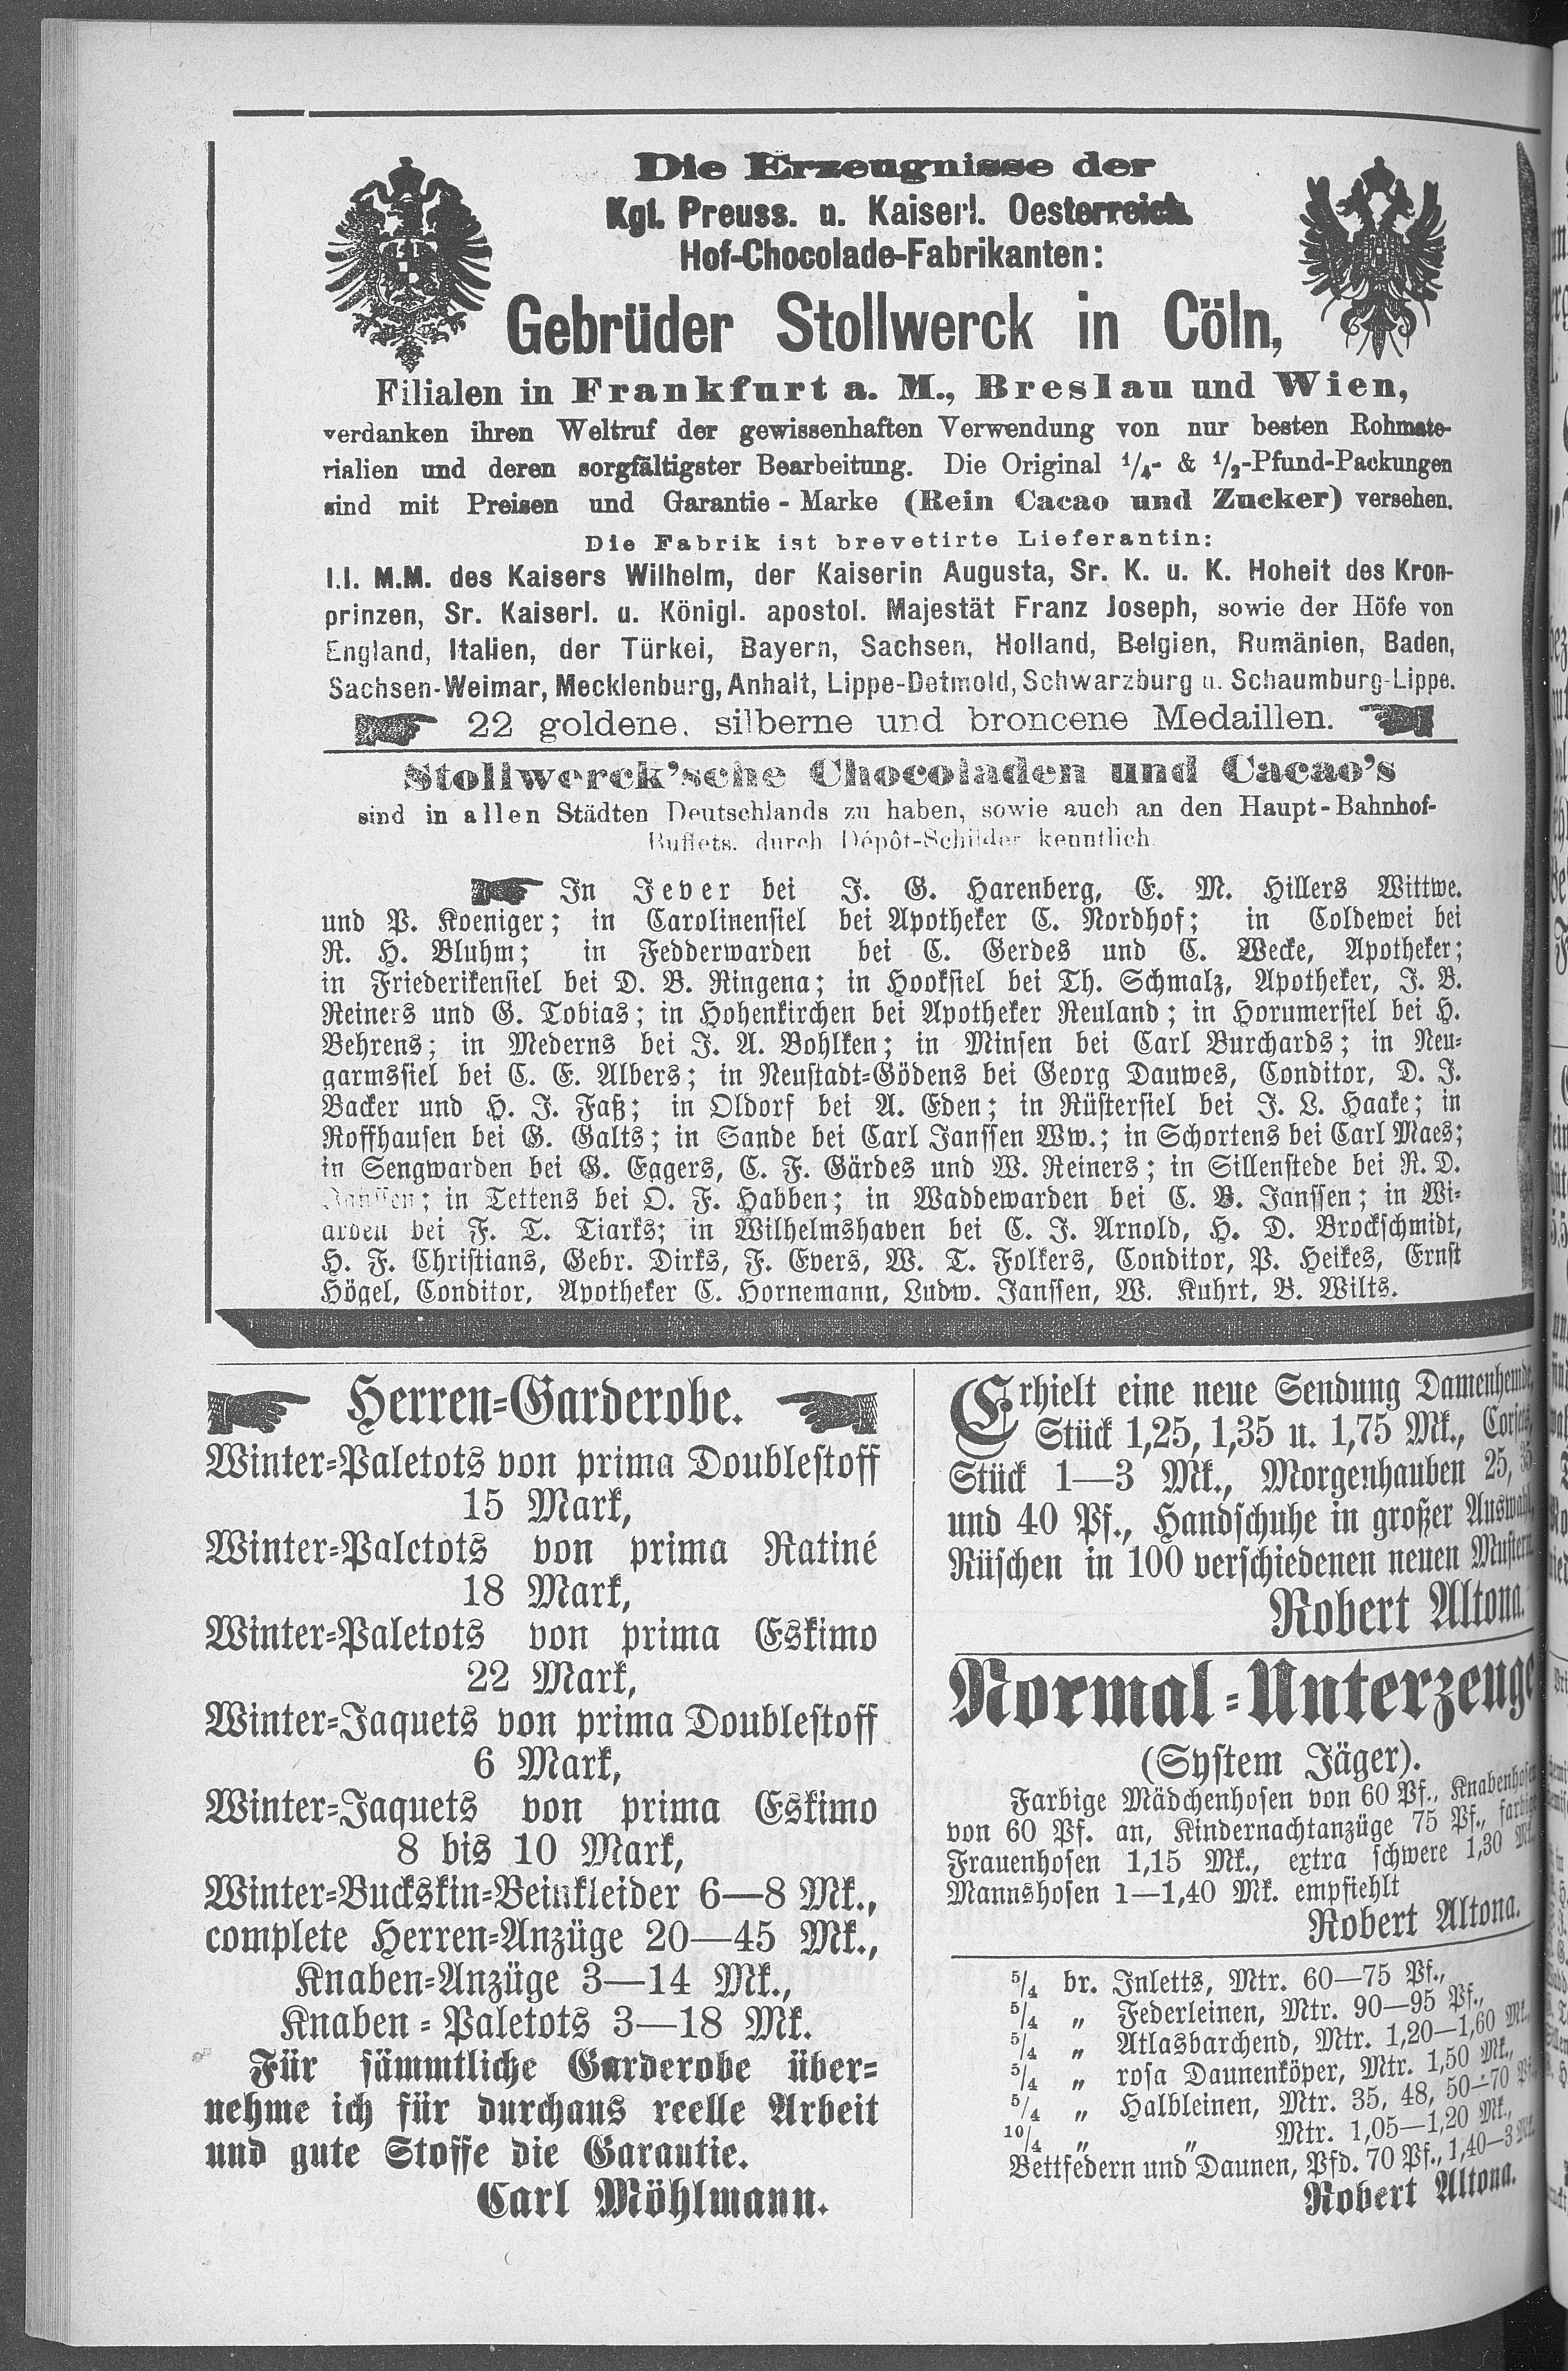 Die Erzeugnisse der
Kgl. Preuss. u. Kaiserl. Oesterreich.
Hof-Chocolade-Fabrikanten:
Gebrüder Stollwerck in Cöln,
Filialen in Frankfurt a. M., Breslau und Wien,
verdanken ihren Weltruf der gewissenhaften Verwendung von nur besten Rohmate-
rialien und deren sorgfältigster Bearbeitung. Die Original 1/4- & 1/2-Pfund-Packungen
sind mit Preisen und Garantie-Marke (Rein Cacao und Zucker) versehen.
Die Fabrik ist brevetirte Lieferantin:
I.I. M.M. des Kaisers Wilhelm, der Kaiserin Augusta, Sr. K. u. K. Hoheit des Kron-
prinzen, Sr. Kaiserl. u. Königl. apostol. Majestät Franz Joseph, sowie der Höfe von
England, Italien, der Türkei, Bayern, Sachsen, Holland, Belgien, Rumänien, Baden,
Sachsen-Weimar, Mecklenburg, Anhalt, Lippe-Detmold, Schwarzburg u. Schaumburg-Lippe.
22 goldene, silberne und broncene Medaillen.
Stollwerck'sche Chocoladen und Cacao's
sind in allen Städten Deutschlands zu haben, sowie auch an den Haupt-Bahnhof-
Buffets, durch Dépôt-Schilder kenntlich
In Jever bei J. G. Harenberg, E. M. Hillers Wittwe.
und P. Koeniger; in Carolinensiel bei Apotheker C. Nordhof; in Coldewei bei
R. H. Bluhm; in Fedderwarden bei C. Gerdes und C. Wecke, Apotheker;
in Friederikensiel bei D. B. Ringena; in Hooksiel bei Th. Schmalz, Apotheker, J. B.
Reiners und G. Tobias; in Hohenkirchen bei Apotheker Reuland; in Horumersiel bei H.
Behrens; in Mederns bei J. A. Bohlken; in Minsen bei Carl Burchards; in Neu-
garmssiel bei C. E. Albers; in Neustadt-Gödens bei Georg Dauwes, Conditor, D. J.
Backer und H. J. Faß; in Oldorf bei A. Eden; in Rüstersiel bei J. L. Haake; in
Roffhausen bei G. Galts; in Sande bei Carl Janssen Ww.; in Schortens bei Carl Maes;
in Sengwarden bei G. Eggers, C. F. Gärdes und W. Reiners; in Sillenstede bei R. D.
Janssen; in Tettens bei O. F. Habben; in Waddewarden bei C. B. Janssen; in Wi-
arden bei F. T. Tiarks; in Wilhelmshaven bei C. J. Arnold, H. D. Brockschmidt,
H. F. Christians, Gebr. Dirks, F. Evers, W. T. Folkers, Conditor, P. Heikes, Ernst
Högel, Conditor, Apotheker C. Hornemann, Ludw. Janssen, W. Kuhrt, B. Wilts.
Herren-Garderobe.
Winter-Paletots von prima Doublestoff
15 Mark,
Winter-Paletots von prima Ratiné
18 Mark,
Winter-Paletots von prima Eskimo
22 Mark,
Winter-Jaquets von prima Doublestoff
6 Mark,
Winter-Jaquets von prima Eskimo
8 bis 10 Mark,
Winter-Buckskin-Beinkleider 6—8 Mk.,
complete Herren-Anzüge 20—45 Mk.,
Knaben-Anzüge 3—14 Mk.,
Knaben-Paletots 3—18 Mk.
Für sämmtliche Garderobe über-
nehme ich für durchaus reelle Arbeit
und gute Stoffe die Garantie.
Carl Möhlmann.
Erhielt eine neue Sendung Damenhemde,
Stück 1,25, 1,35 u. 1,75 Mk., Corsets,
Stück 1—3 Mk., Morgenhauben 25, 35
und 40 Pf., Handschuhe in großer Auswahl,
Rüschen in 100 verschiedenen neuen Mustern.
Robert Altona.
Normal-Unterzeuge
(System Jäger).
Farbige Mädchenhosen von 60 Pf., Knabenhosen
von 60 Pf. an, Kindernachtanzüge 75 Pf., farbige
Frauenhosen 1,15 Mk., extra schwere 1,30 Mk.,
Mannshosen 1—1,40 Mk. empfiehlt
Robert Altona.
5/4 br. Inletts, Mtr. 60—75 Pf.,
5/4 „ Federleinen, Mtr. 90—95 Pf.,
5/4 „ Atlasbarchend, Mtr. 1,20—1,60 Mk.,
5/4 „ rosa Daunenköper, Mtr. 1,50 Mk.,
5/4 „ Halbleinen, Mtr. 35, 48, 50—70 Pf.
10/4 „ „ Mtr. 1,05—1,20 Mk.,
Bettfedern und Daunen, Pfd. 70 Pf., 1,40—3 Mk.
Robert Altona.